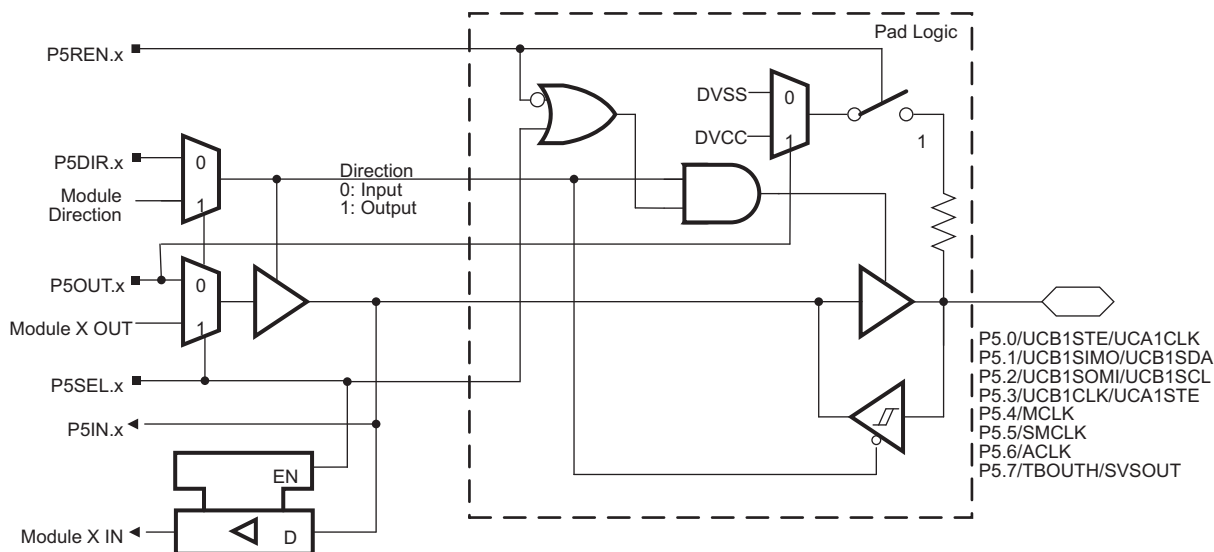 Pad Logic
P5REN.x
DVSS
0
DVCC
1
1
P5DIR.x
0
Module
Direction
1
Direction
0: Input
1: Output
P5OUT.x
0
Module X OUT
1
P5SEL.x
P5IN.x
EN
Module X IN
D
P5.0/UCB1STE/UCA1CLK
P5.1/UCB1SIMO/UCB1SDA
P5.2/UCB1SOMI/UCB1SCL
P5.3/UCB1CLK/UCA1STE
P5.4/MCLK
P5.5/SMCLK
P5.6/ACLK
P5.7/TBOUTH/SVSOUT